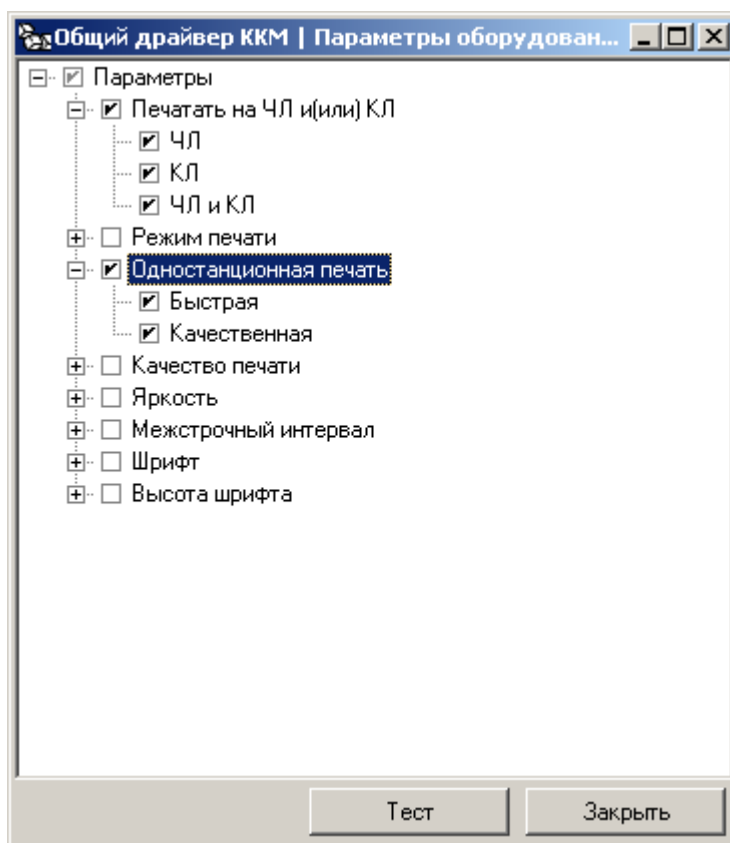 Общий драйвер ККМ | Параметры оборудован...
Параметры
Печатать на ЧЛ и(или) КЛ
ЧЛ
КЛ
ЧЛ и КЛ
Режим печати
Одностанционная печать
Быстрая
Качественная
Качество печати
Яркость
Межстрочный интервал
Шрифт
Высота шрифта
Тест Закрыть